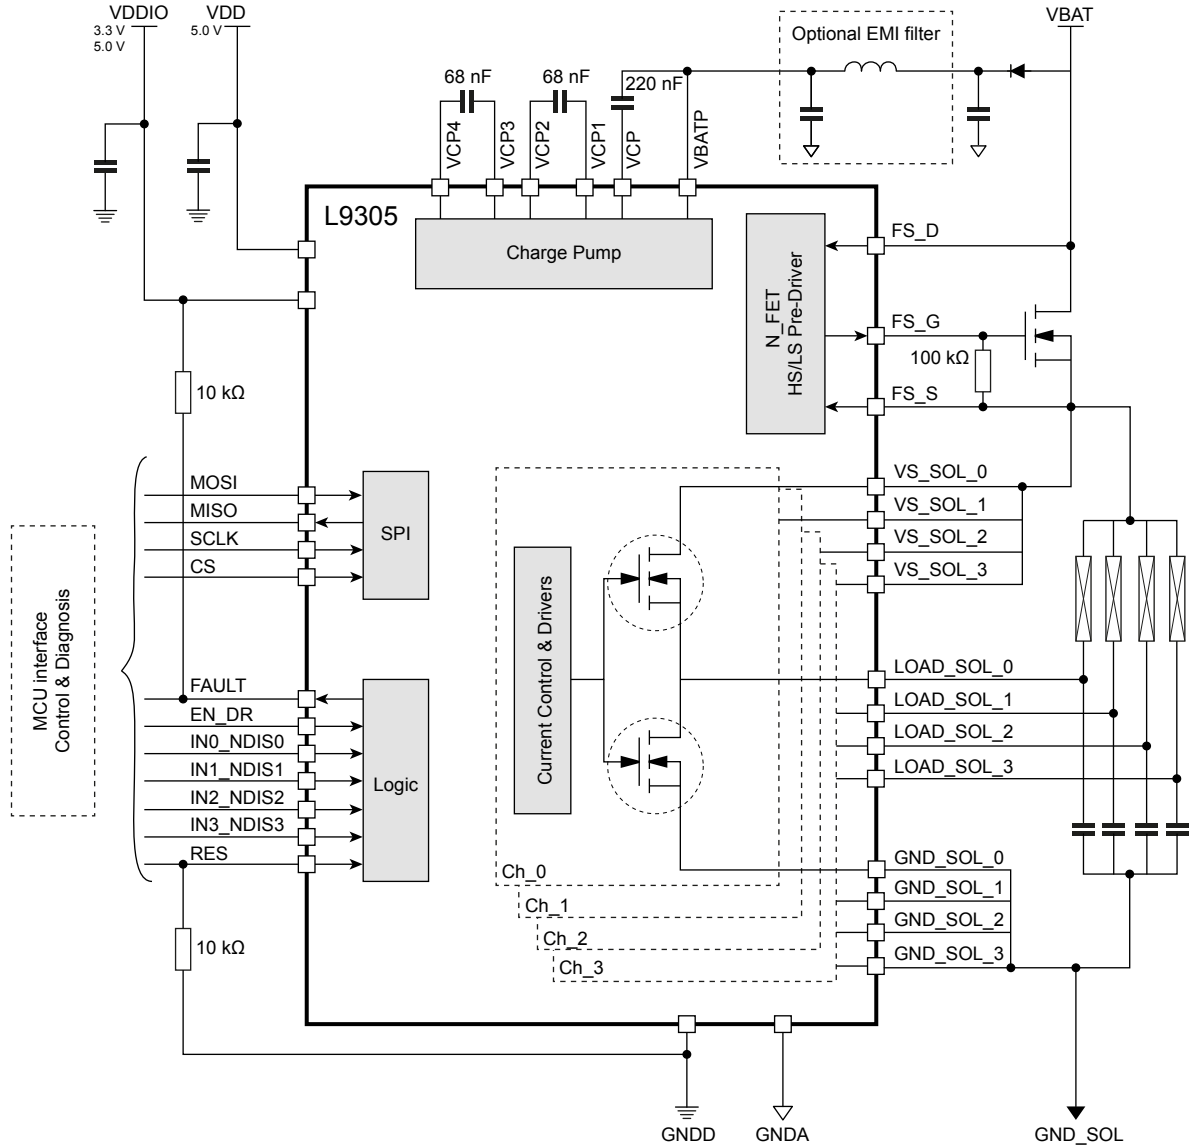 VDDIO
3.3 V
5.0 V
VDD
5.0 V
VBAT
Optional EMI filter
68 nF
68 nF
220 nF
VCP4
VCP3
VCP2
VCP1
VCP
VBATP
L9305
Charge Pump
N_FET
HS/LS Pre-Driver
FS_D
FS_G
100 kΩ
FS_S
10 kΩ
MCU interface
Control & Diagnosis
MOSI
MISO
SCLK
CS
SPI
FAULT
EN_DR
IN0_NDIS0
IN1_NDIS1
IN2_NDIS2
IN3_NDIS3
RES
Logic
10 kΩ
Current Control & Drivers
Ch_0
Ch_1
Ch_2
Ch_3
VS_SOL_0
VS_SOL_1
VS_SOL_2
VS_SOL_3
LOAD_SOL_0
LOAD_SOL_1
LOAD_SOL_2
LOAD_SOL_3
GND_SOL_0
GND_SOL_1
GND_SOL_2
GND_SOL_3
GNDD
GNDA
GND_SOL